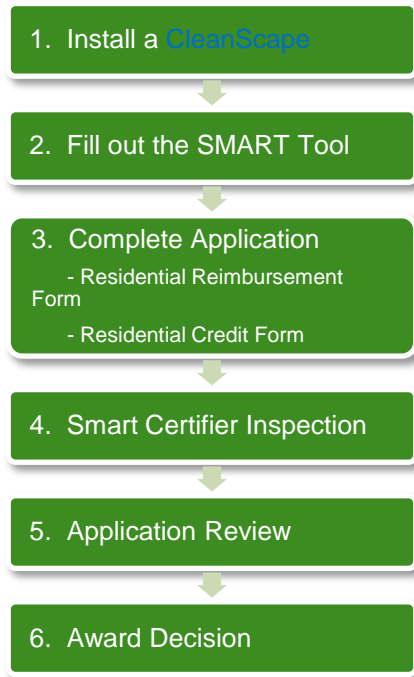 1. Install a CleanScape
2. Fill out the SMART Tool
3. Complete Application
- Residential Reimbursement
Form
- Residential Credit Form
4. Smart Certifier Inspection
5. Application Review
6. Award Decision